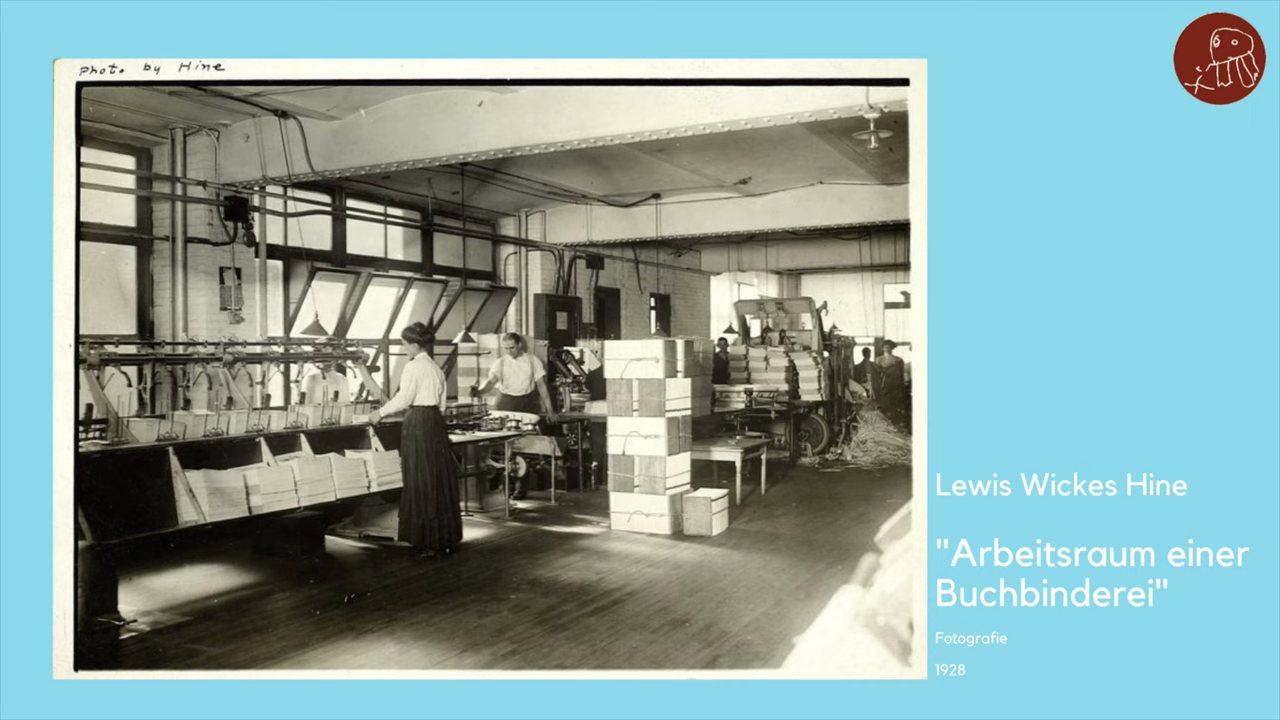 Photo by Hine
Lewis Wickes Hine
"Arbeitsraum einer
Buchbinderei"
Fotografie
1928